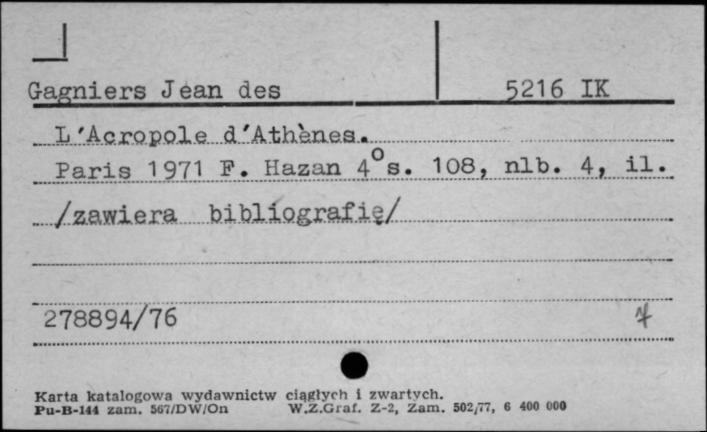 Gagniers Jean des 5216 IK
L'Acropole d'Athènes.
Paris 1971 F. Hazan 4°s. 108, nlb. 4, il.
/zawiera bibliografię/
278894/76
Karta katalogowa wydawnictw ciągłych i zwartych.
Pu-B-144 zam. 567/DW/On W.Z.Graf. Z-2, Zam. 502/77, 6 400 000